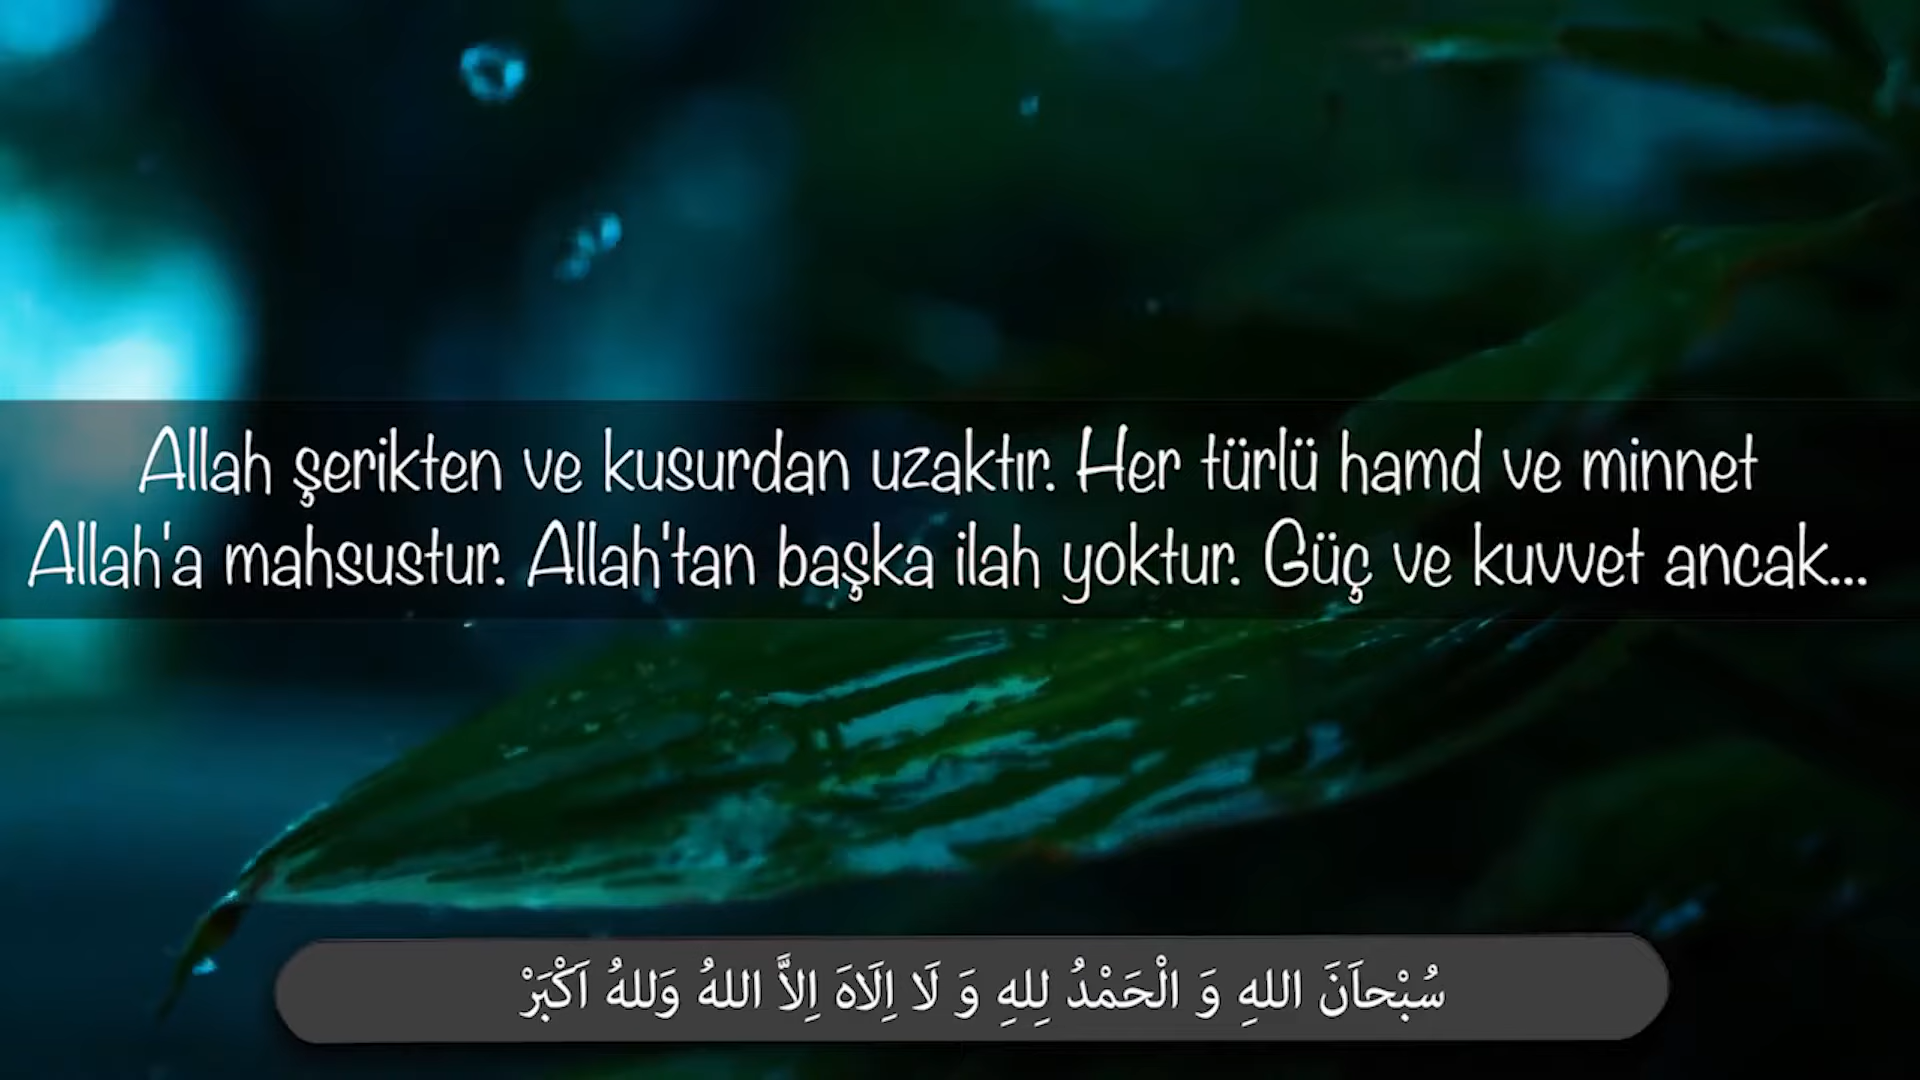 Allah şerikten ve kusurdan uzaktır. Her türlü hamd ve minnet
Allah'a mahsustur. Allah'tan başka ilah yoktur. Güç ve kuvvet ancak...
سُبْحاَنَ اللهِ وَ الْحَمْدُ لِلهِ وَ لَا اِلَاهَ اِلاَّ اللهُ وَللهُ اَكْبَرْ